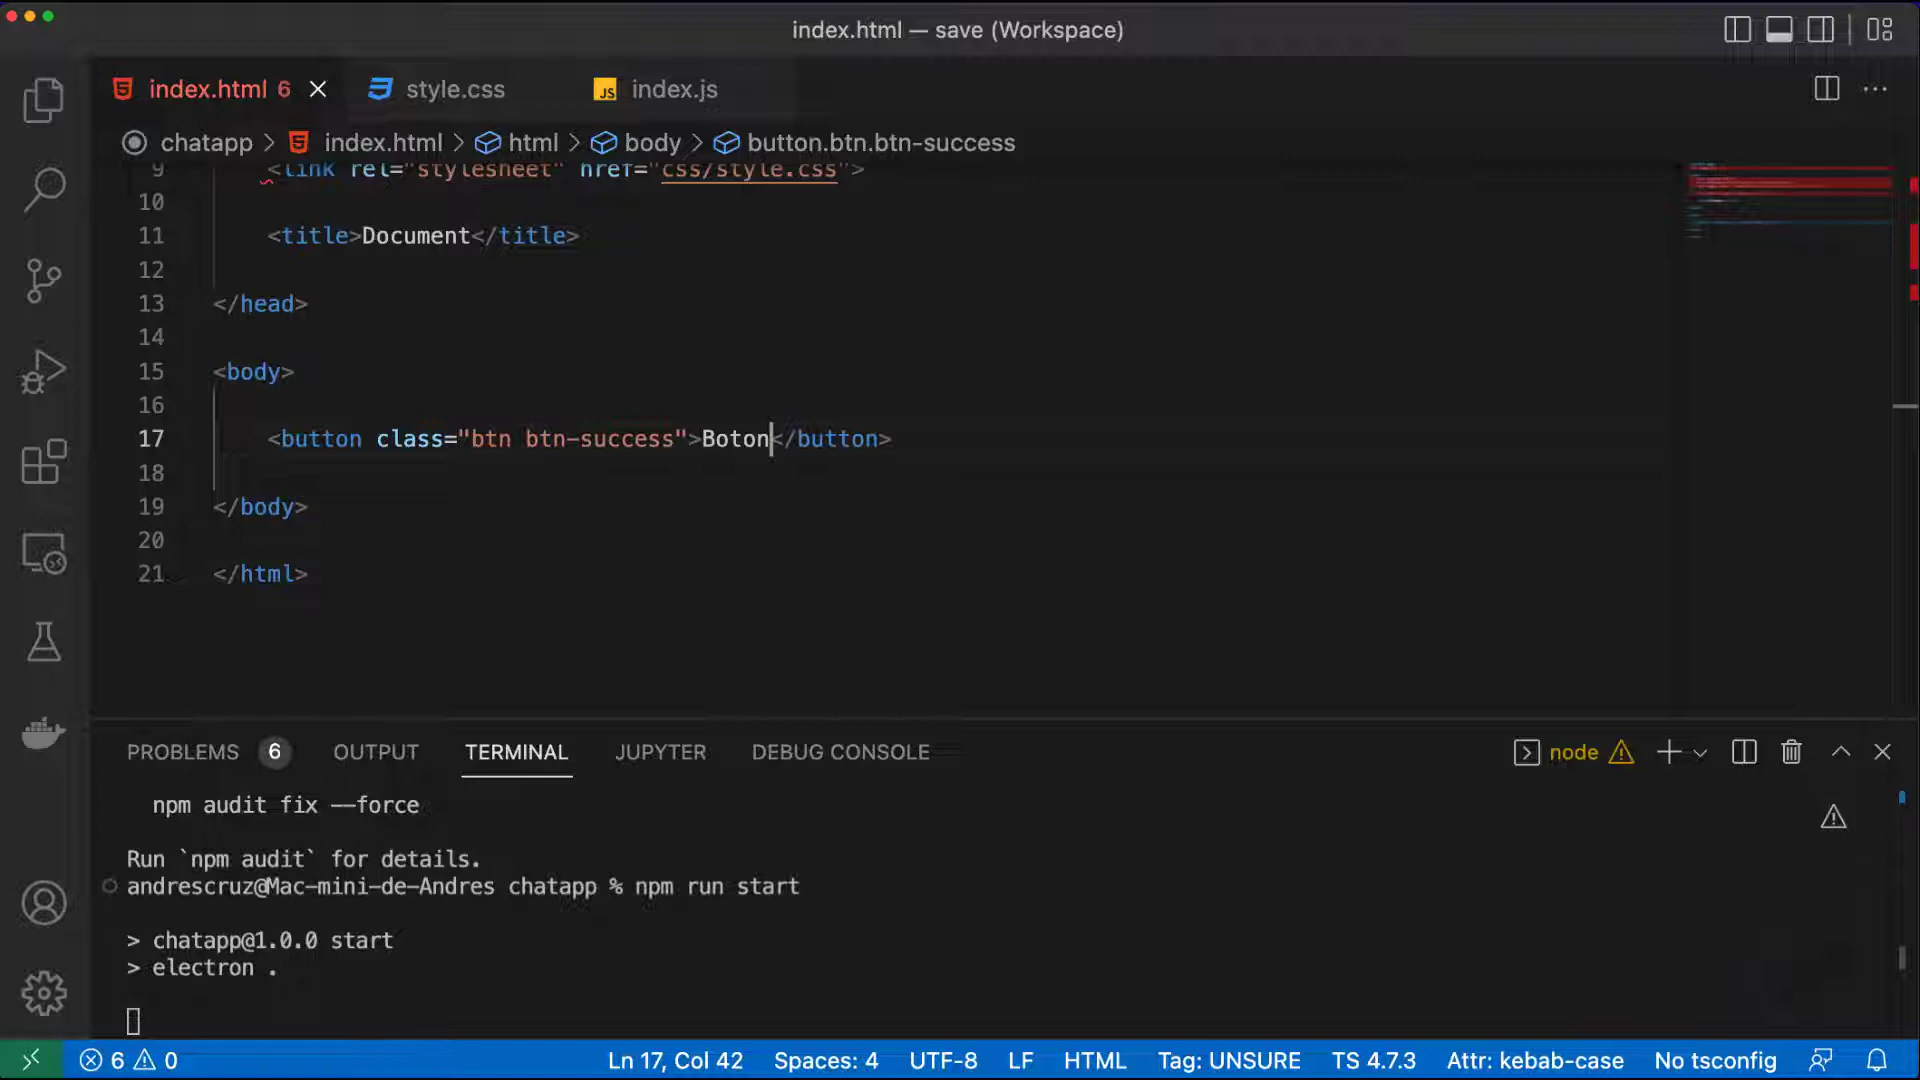 index.html — save (Workspace)
index.html 6
style.css
JS index.js
chatapp > index.html > html > body > button.btn.btn-success
9 <link rel="stylesheet" href="css/style.css">
10
11 <title>Document</title>
12
13 </head>
14
15 <body>
16
17 <button class="btn btn-success">Boton</button>
18
19 </body>
20
21 </html>
PROBLEMS 6 OUTPUT TERMINAL JUPYTER DEBUG CONSOLE node
npm audit fix --force
Run `npm audit` for details.
andrescruz@Mac-mini-de-Andres chatapp % npm run start
> chatapp@1.0.0 start
> electron .
6 0 Ln 17, Col 42 Spaces: 4 UTF-8 LF HTML Tag: UNSURE TS 4.7.3 Attr: kebab-case No tsconfig